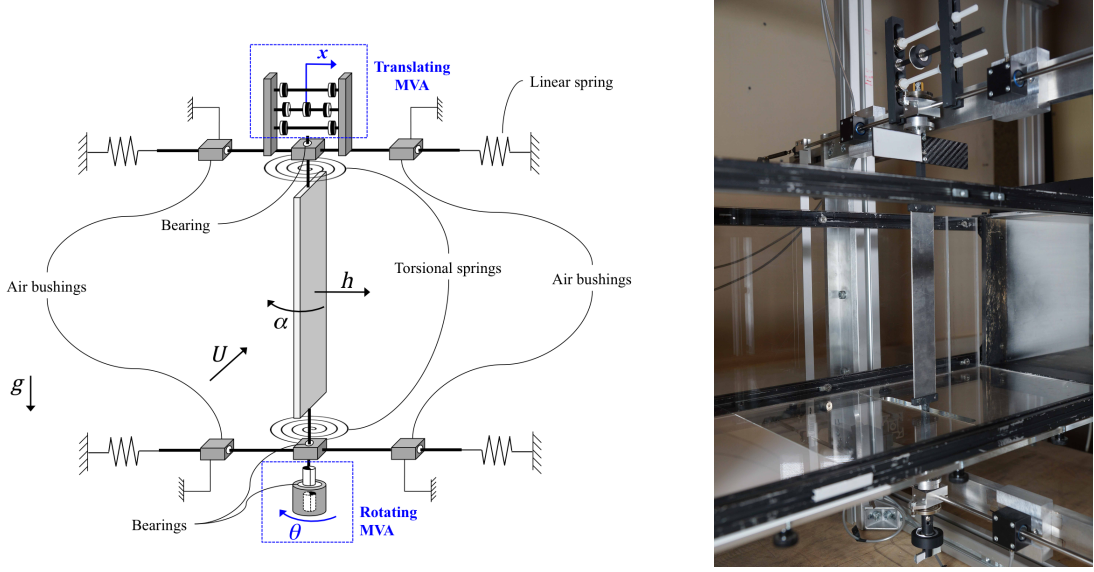 x
Translating
MVA
Linear spring
Bearing
Torsional springs
h
Air bushings
Air bushings
α
U
g
Bearings
θ
Rotating
MVA